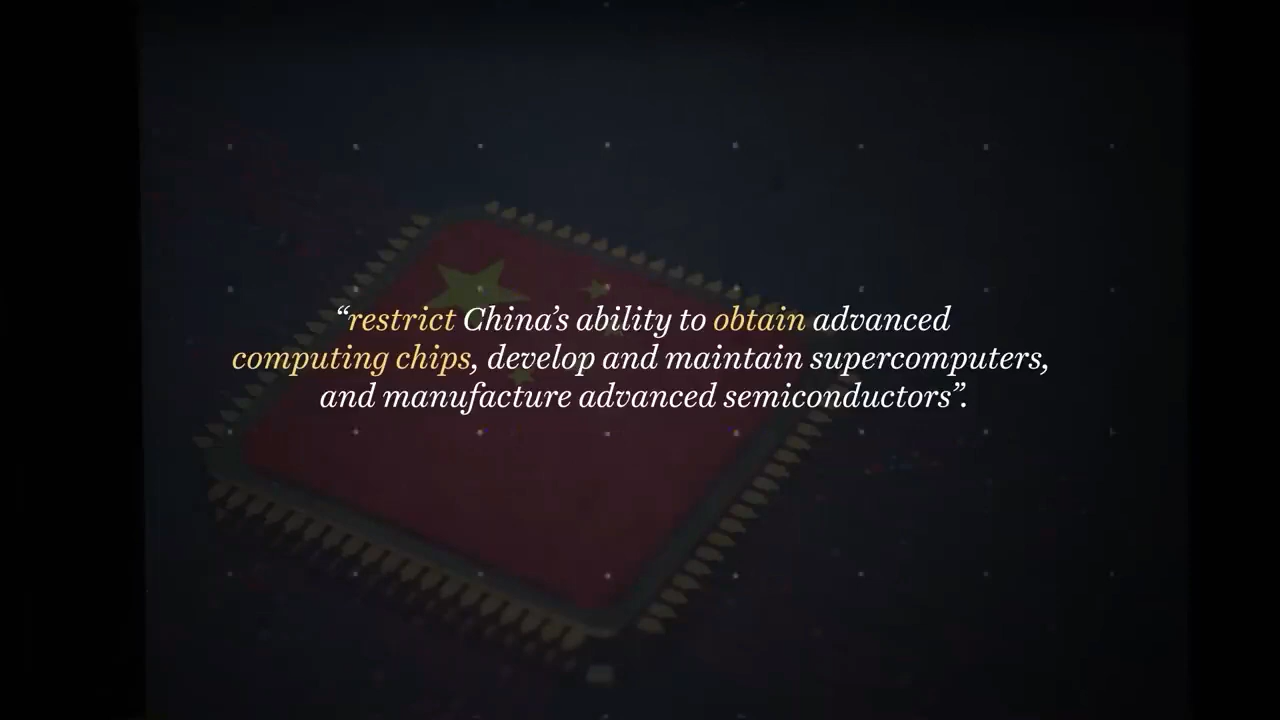 “restrict China’s ability to obtain advanced
computing chips, develop and maintain supercomputers,
and manufacture advanced semiconductors”.